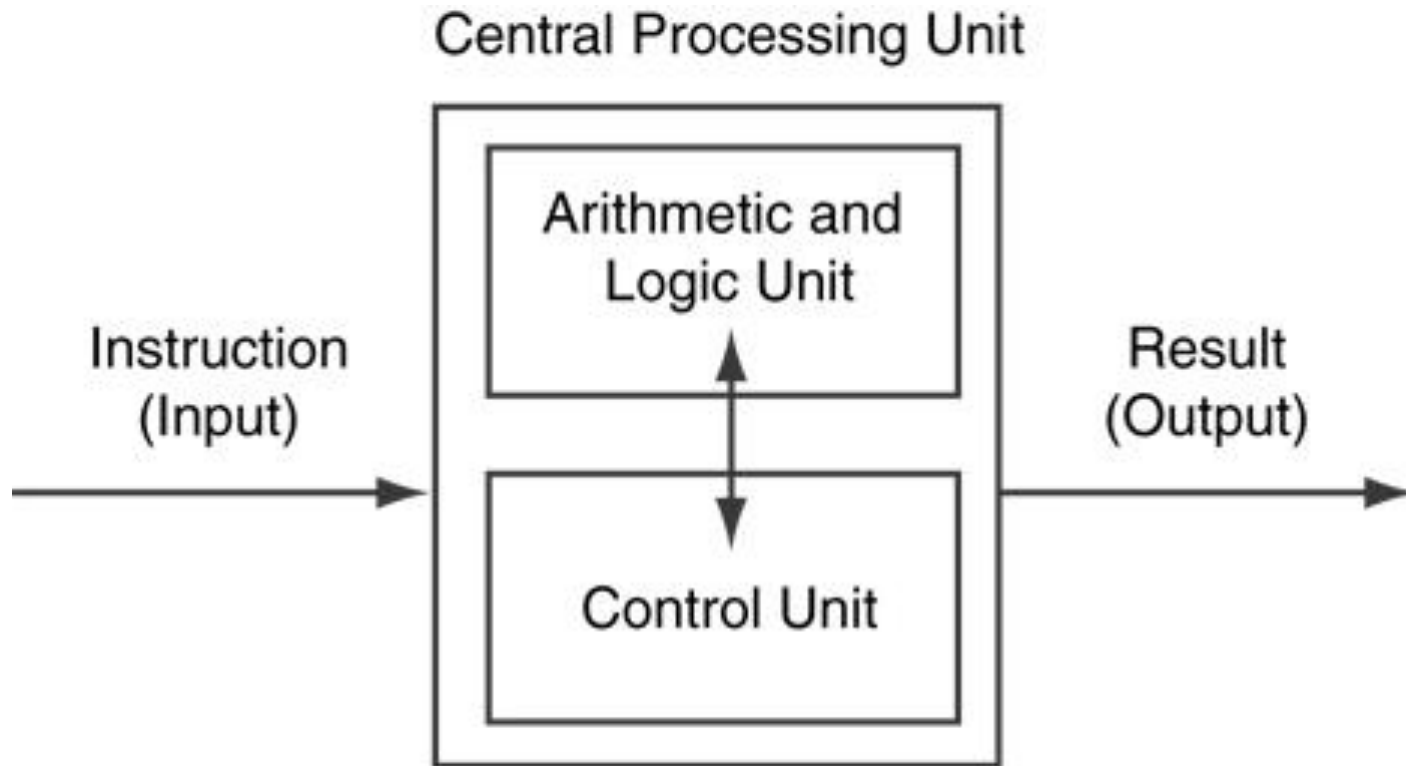 Central Processing Unit
Arithmetic and
Logic Unit
Instruction
(Input)
Result
(Output)
Control Unit